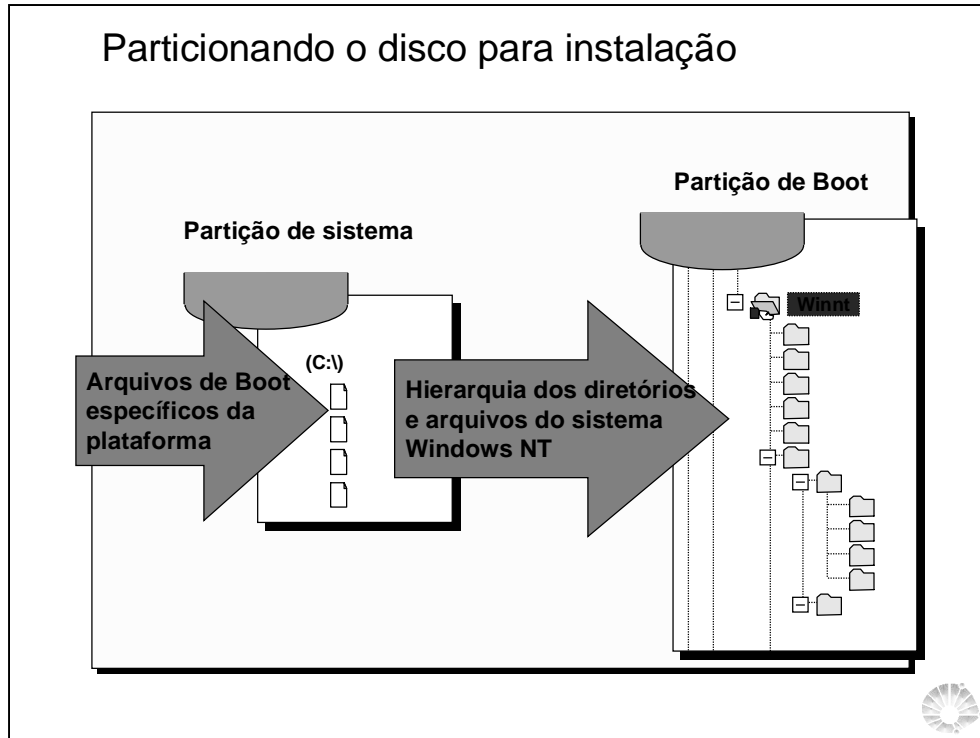 Particionando o disco para instalação
Partição de Boot
Partição de sistema
Winnt
(C:\)
Arquivos de Boot
específicos da
plataforma
Hierarquia dos diretórios
e arquivos do sistema
Windows NT